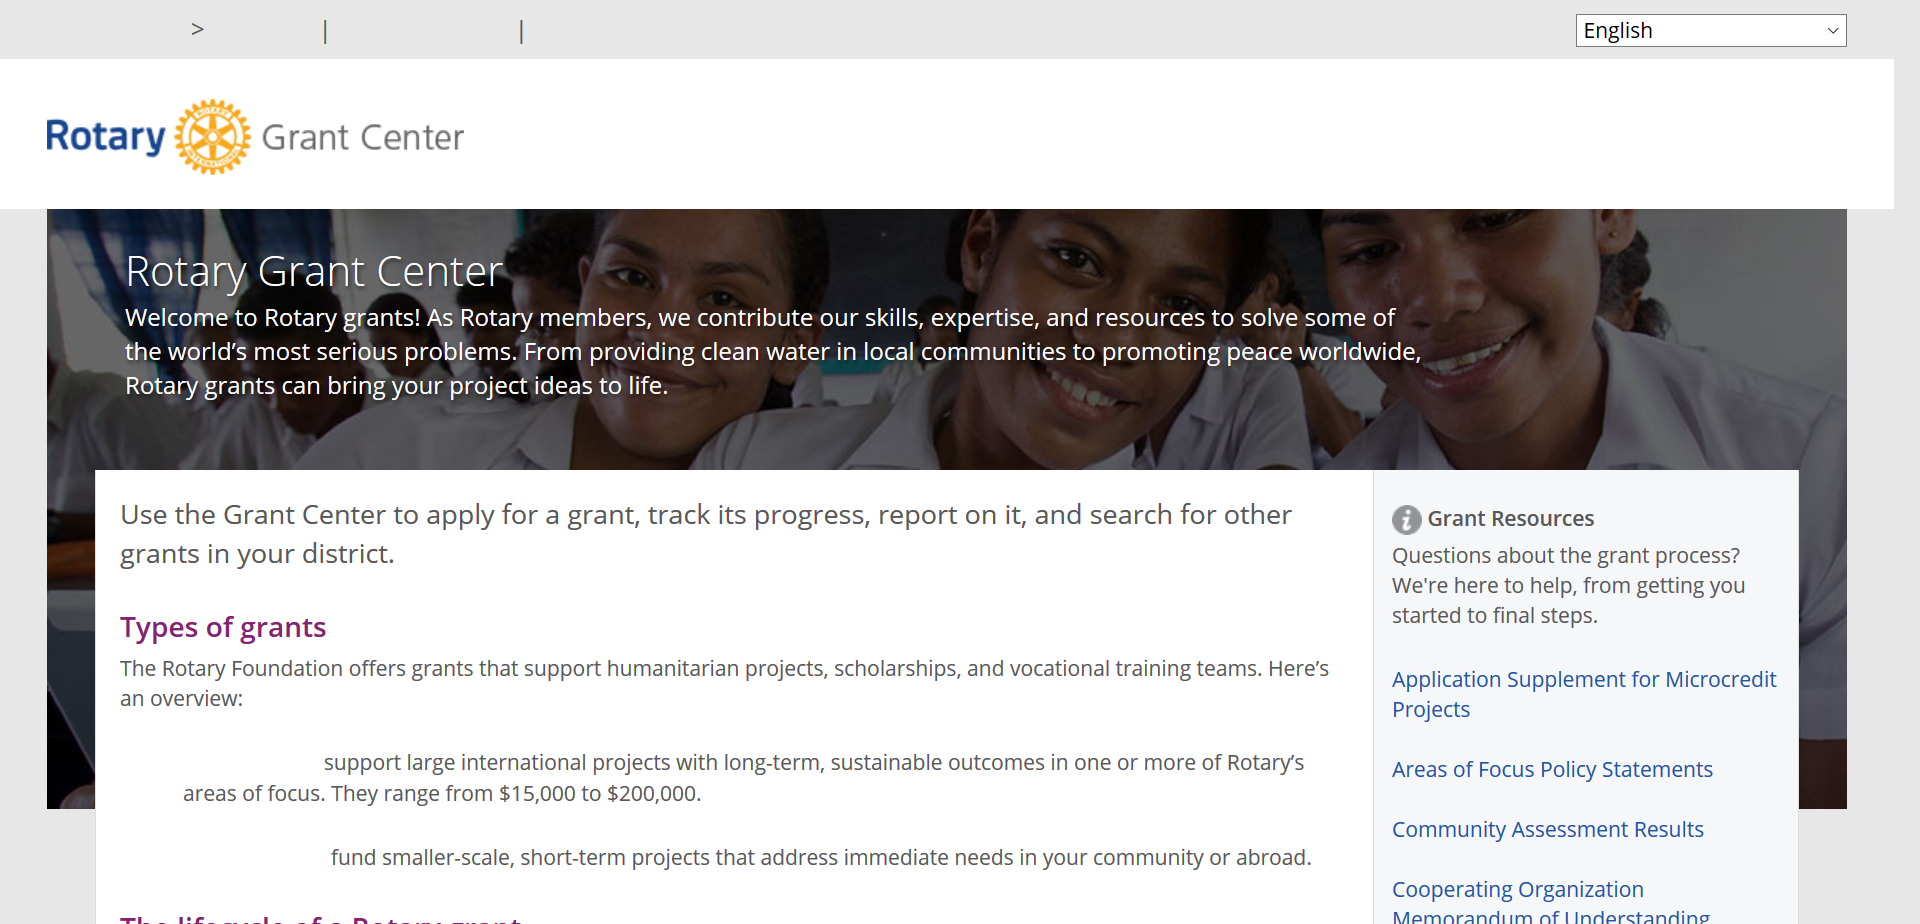 > | |
English
Rotary Grant Center
Rotary Grant Center
Welcome to Rotary grants! As Rotary members, we contribute our skills, expertise, and resources to solve some of
the world’s most serious problems. From providing clean water in local communities to promoting peace worldwide,
Rotary grants can bring your project ideas to life.
Use the Grant Center to apply for a grant, track its progress, report on it, and search for other
grants in your district.
Types of grants
The Rotary Foundation offers grants that support humanitarian projects, scholarships, and vocational training teams. Here’s
an overview:
support large international projects with long-term, sustainable outcomes in one or more of Rotary’s
areas of focus. They range from $15,000 to $200,000.
fund smaller-scale, short-term projects that address immediate needs in your community or abroad.
The lifecycle of a Rotary grant
Grant Resources
Questions about the grant process?
We're here to help, from getting you
started to final steps.
Application Supplement for Microcredit
Projects
Areas of Focus Policy Statements
Community Assessment Results
Cooperating Organization
Memorandum of Understanding